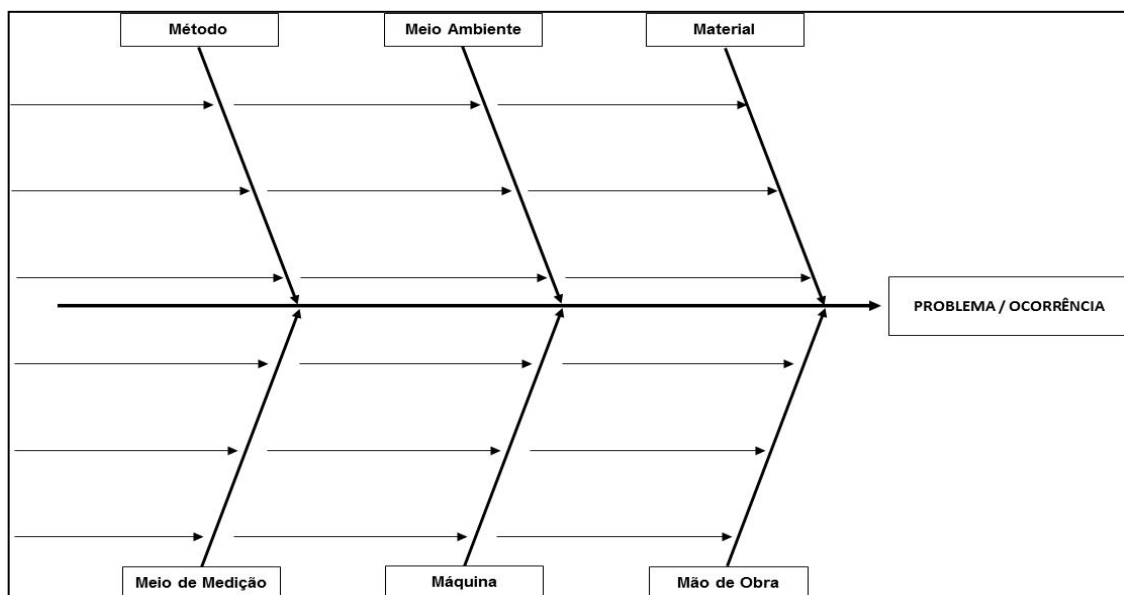 Método
Meio Ambiente
Material
PROBLEMA / OCORRÊNCIA
Meio de Medição
Máquina
Mão de Obra